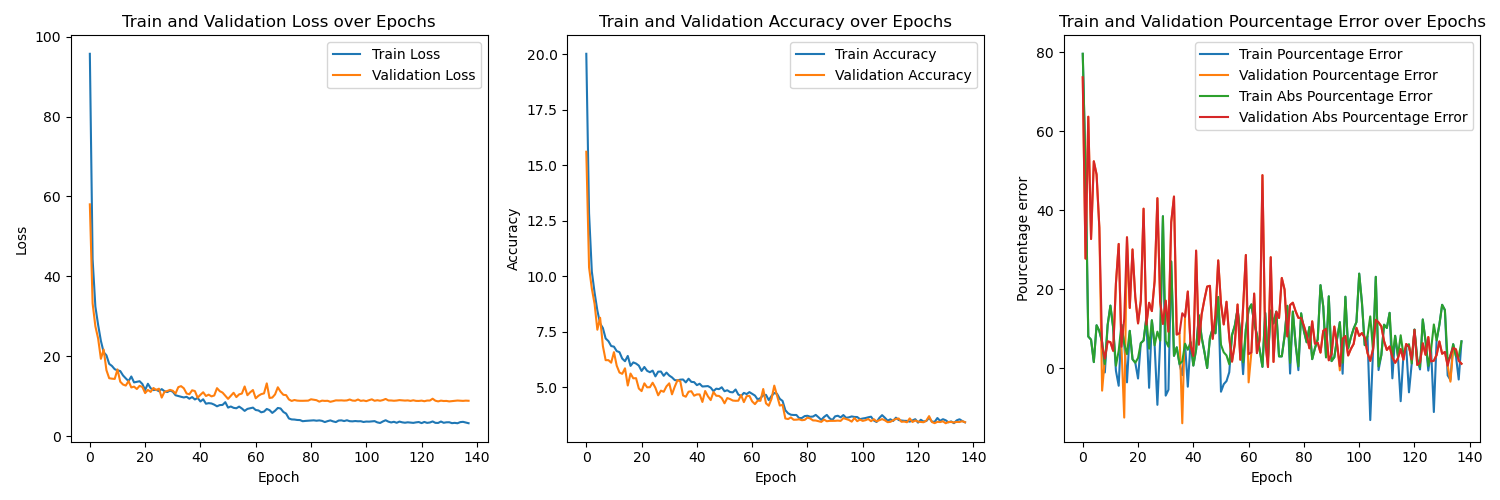 Train and Validation Loss over Epochs
100
80
60
40
20
0
0 20 40 60 80 100 120 140
Loss
Epoch
Train Loss
Validation Loss
Train and Validation Accuracy over Epochs
20.0
17.5
15.0
12.5
10.0
7.5
5.0
0 20 40 60 80 100 120 140
Accuracy
Epoch
Train Accuracy
Validation Accuracy
Train and Validation Pourcentage Error over Epochs
80
60
40
20
0
0 20 40 60 80 100 120 140
Pourcentage error
Epoch
Train Pourcentage Error
Validation Pourcentage Error
Train Abs Pourcentage Error
Validation Abs Pourcentage Error